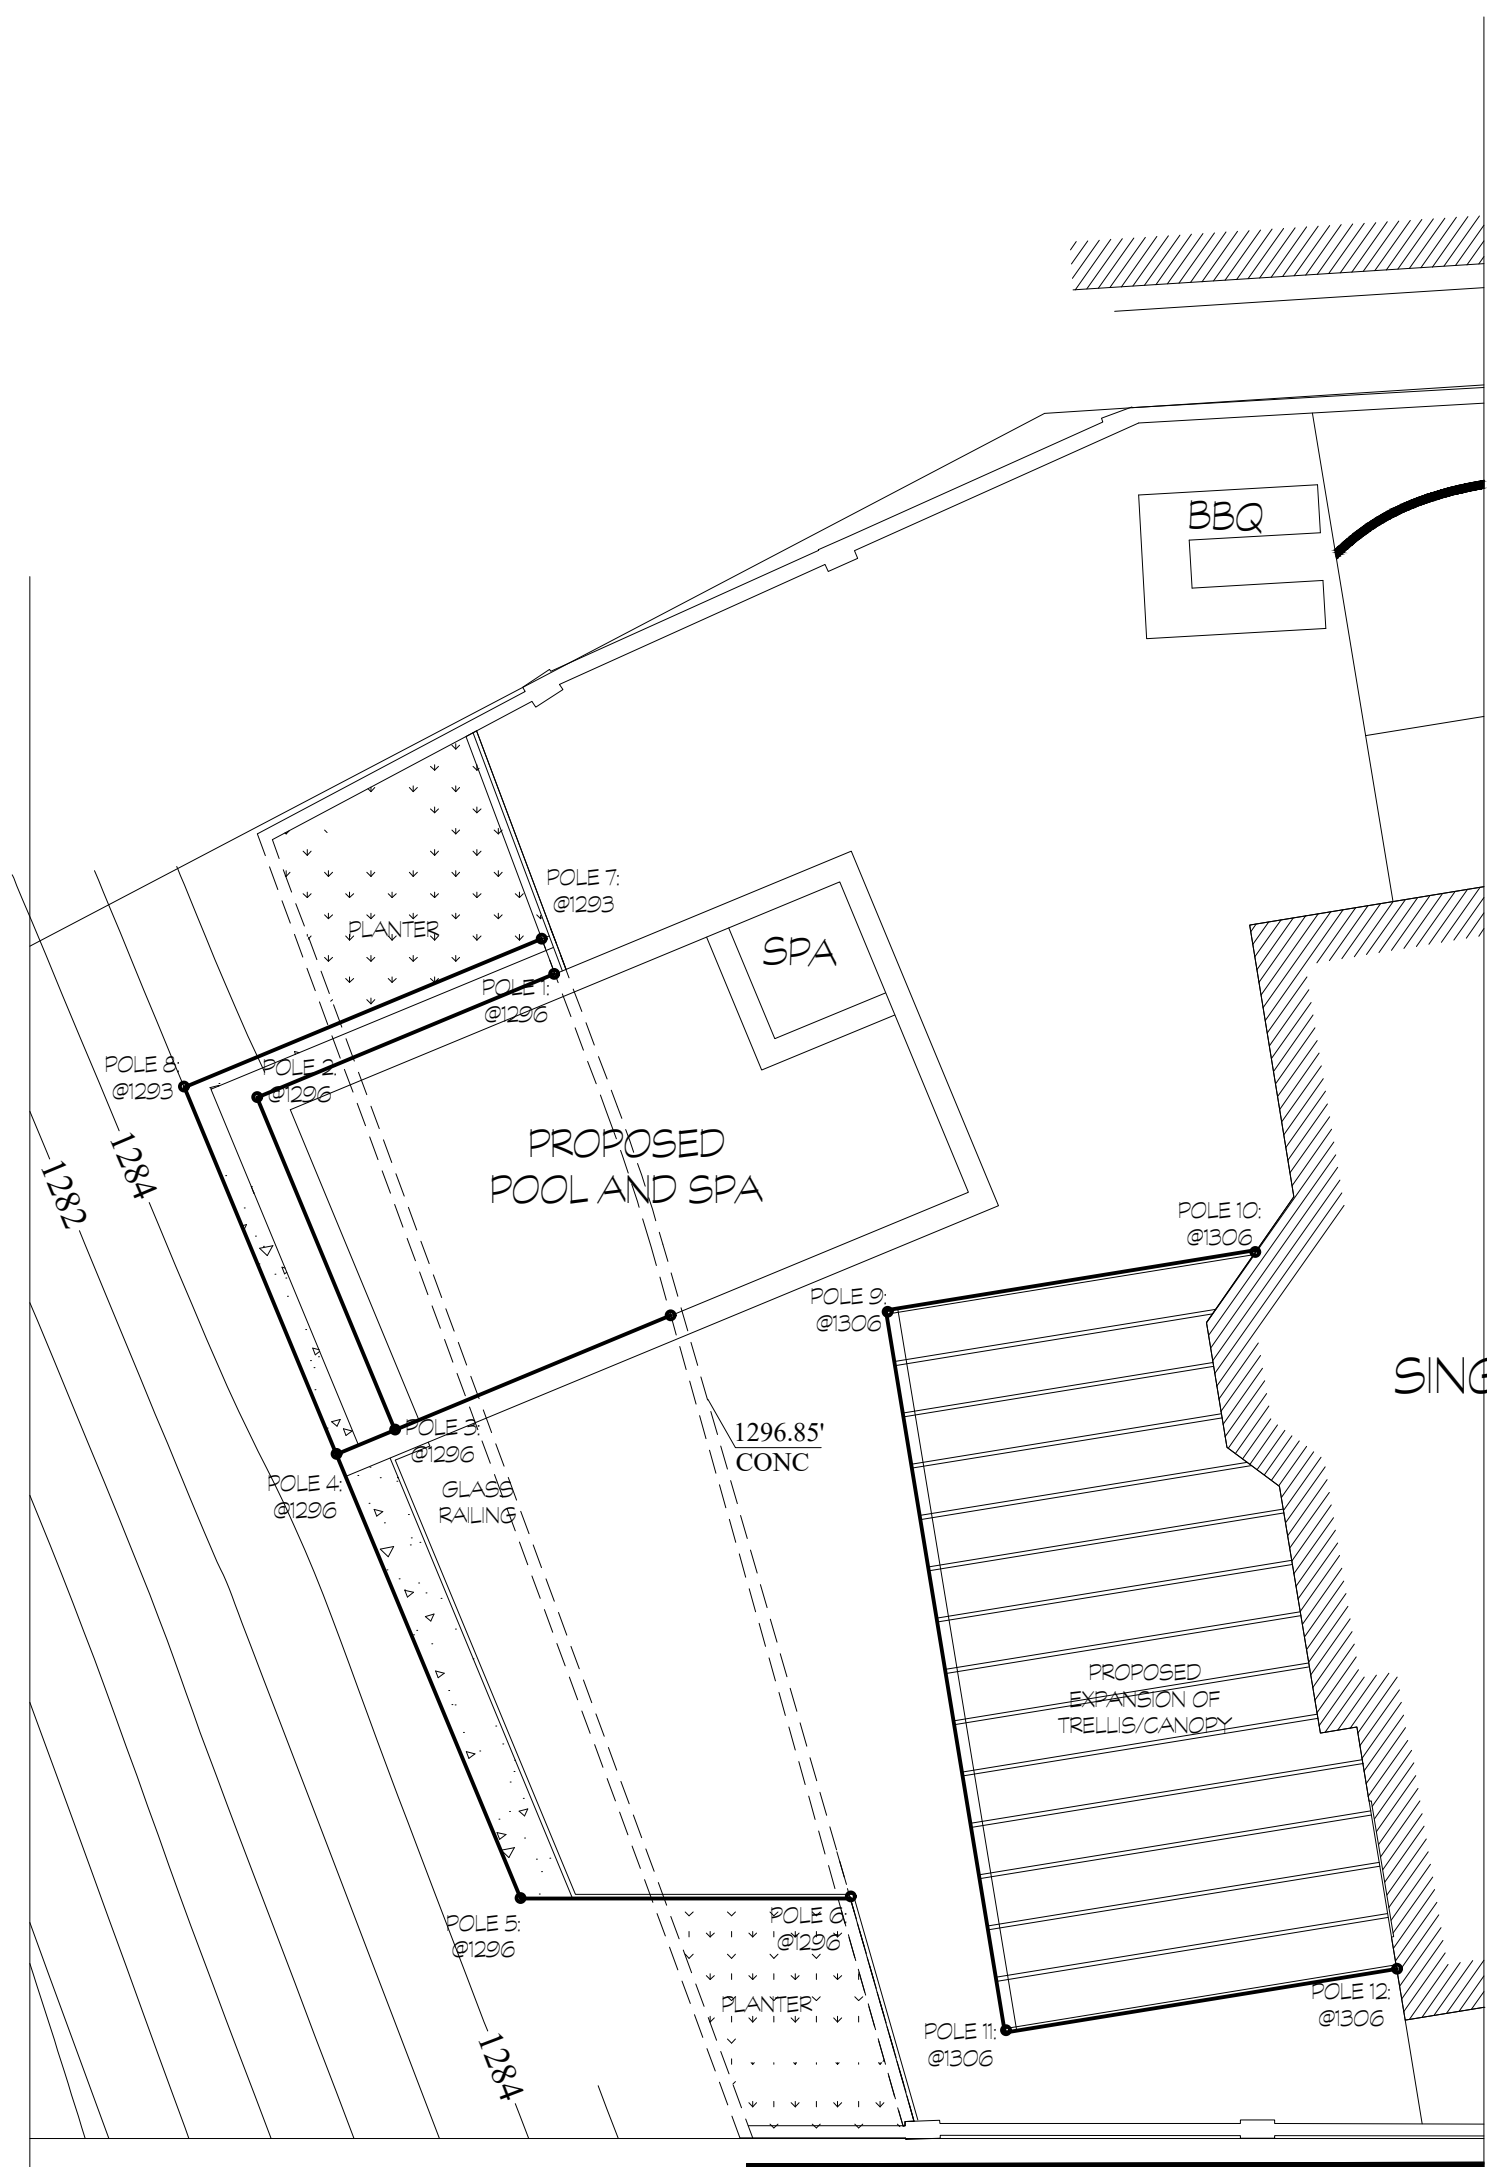 BBQ
POLE 7:
@1293
PLANTER
SPA
POLE 1:
@1296
POLE 8:
@1293
POLE 2:
@1296
PROPOSED
POOL AND SPA
1284
1282
POLE 10:
@1306
POLE 9:
@1306
SING
1296.85'
CONC
POLE 3:
@1296
POLE 4:
@1296
GLASS
RAILING
PROPOSED
EXPANSION OF
TRELLIS/CANOPY
POLE 5:
@1296
POLE 6:
@1296
PLANTER
POLE 12:
@1306
POLE 11:
@1306
1284